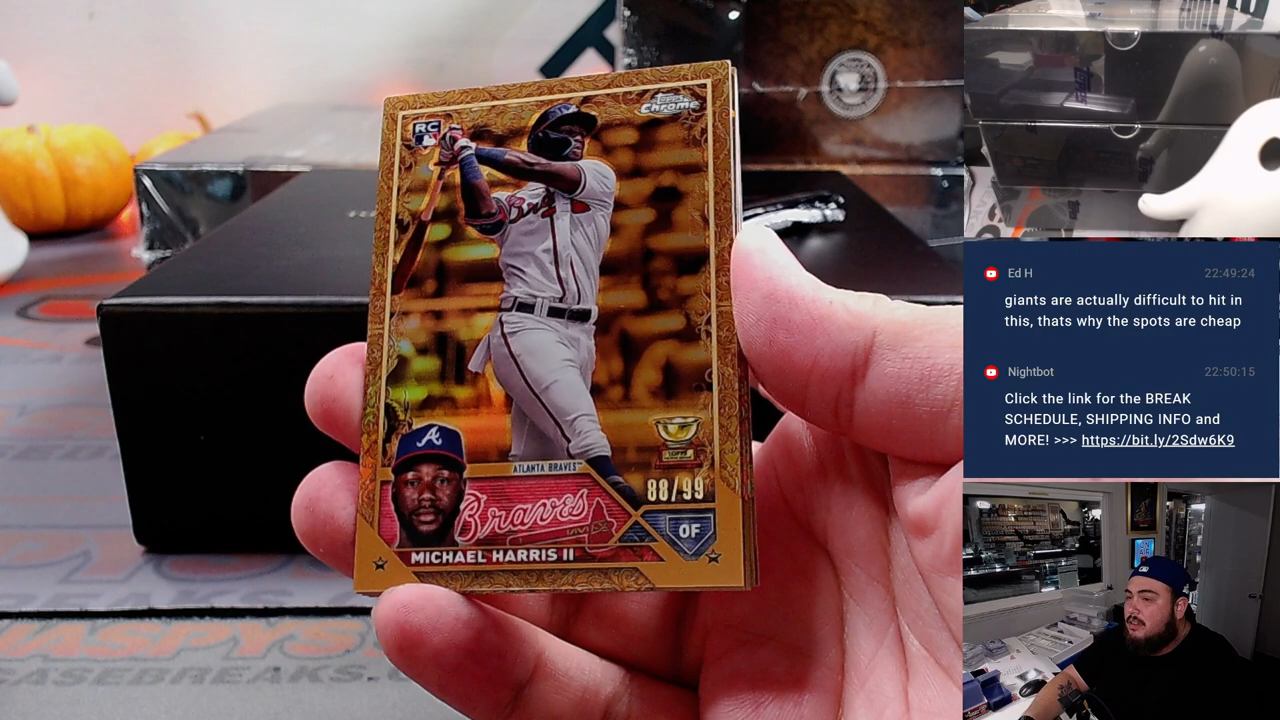 Topps
Chrome
RC
Braves
ATLANTA BRAVES™
88/99
OF
MICHAEL HARRIS II
A
Braves
Ed H
22:49:24
giants are actually difficult to hit in
this, thats why the spots are cheap
Nightbot
22:50:15
Click the link for the BREAK
SCHEDULE, SHIPPING INFO and
MORE! >>> https://bit.ly/2Sdw6K9
CASEBREAKS.